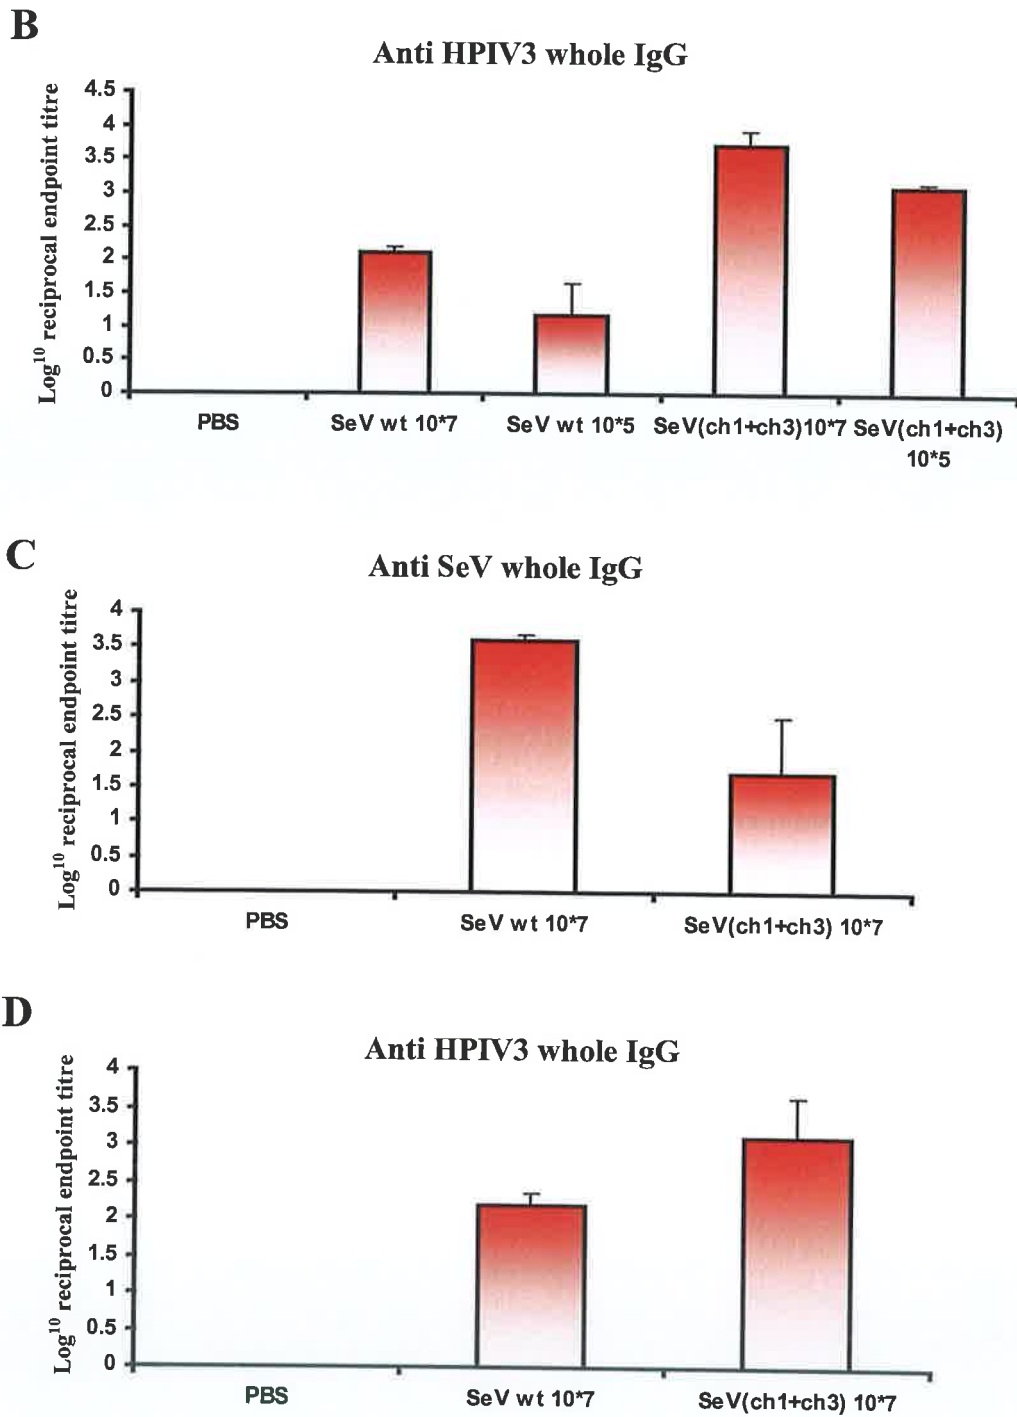 B
Anti HPIV3 whole IgG
Log10 reciprocal endpoint titre
4.5
4
3.5
3
2.5
2
1.5
1
0.5
0
PBS
SeV wt 10*7
SeV wt 10*5
SeV(ch1+ch3)10*7
SeV(ch1+ch3)
10*5
C
Anti SeV whole IgG
Log10 reciprocal endpoint titre
4
3.5
3
2.5
2
1.5
1
0.5
0
PBS
SeV wt 10*7
SeV(ch1+ch3) 10*7
D
Anti HPIV3 whole IgG
Log10 reciprocal endpoint titre
4
3.5
3
2.5
2
1.5
1
0.5
0
PBS
SeV wt 10*7
SeV(ch1+ch3) 10*7